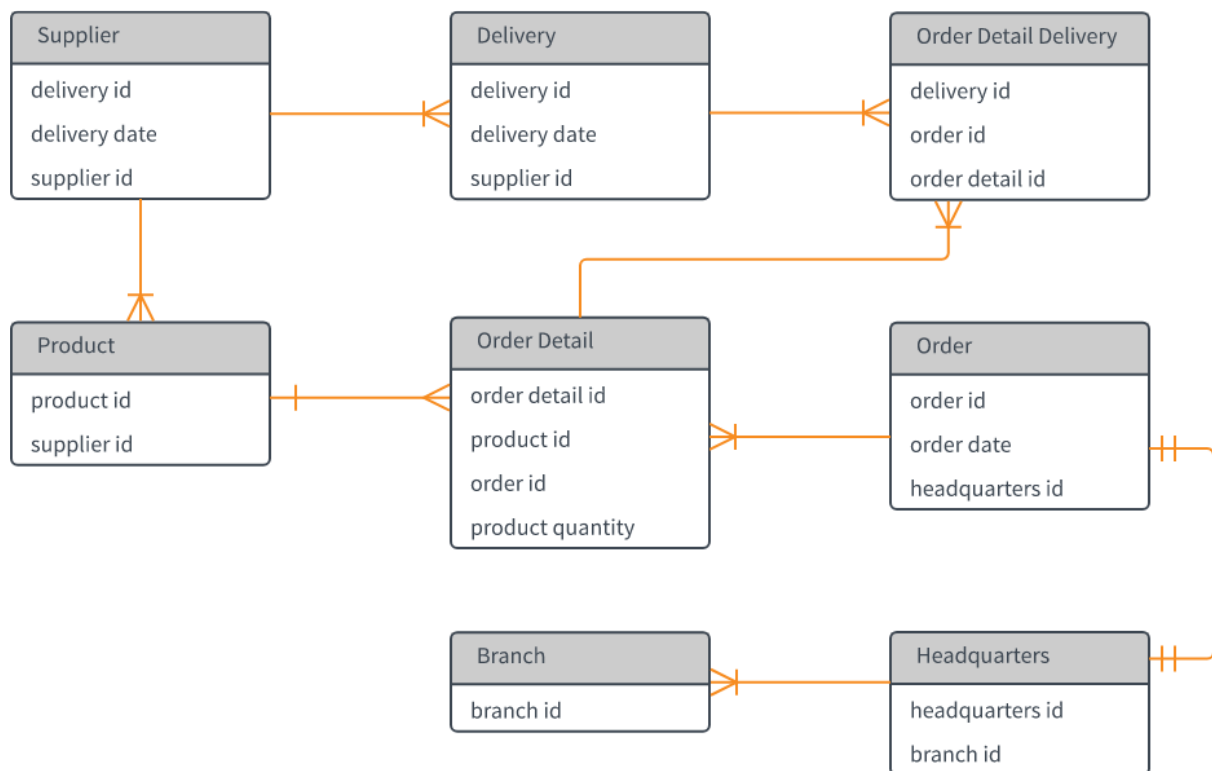 Supplier
delivery id
delivery date
supplier id
Delivery
delivery id
delivery date
supplier id
Order Detail Delivery
delivery id
order id
order detail id
Product
product id
supplier id
Order Detail
order detail id
product id
order id
product quantity
Order
order id
order date
headquarters id
Branch
branch id
Headquarters
headquarters id
branch id